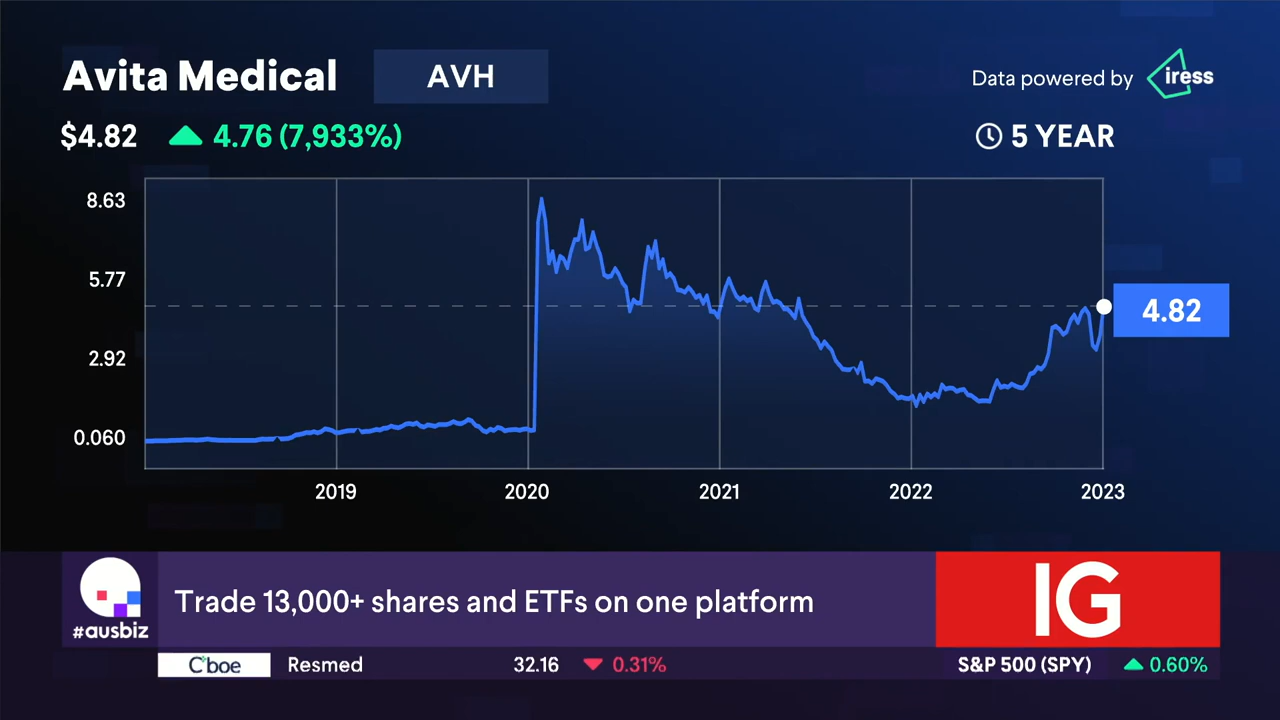 Avita Medical
AVH
Data powered by iress
$4.82 ▲ 4.76 (7,933%)
5 YEAR
8.63
5.77
2.92
0.060
4.82
2019 2020 2021 2022 2023
Trade 13,000+ shares and ETFs on one platform
IG
#ausbiz
Cboe Resmed 32.16 ▼ 0.31% S&P 500 (SPY) ▲ 0.60%